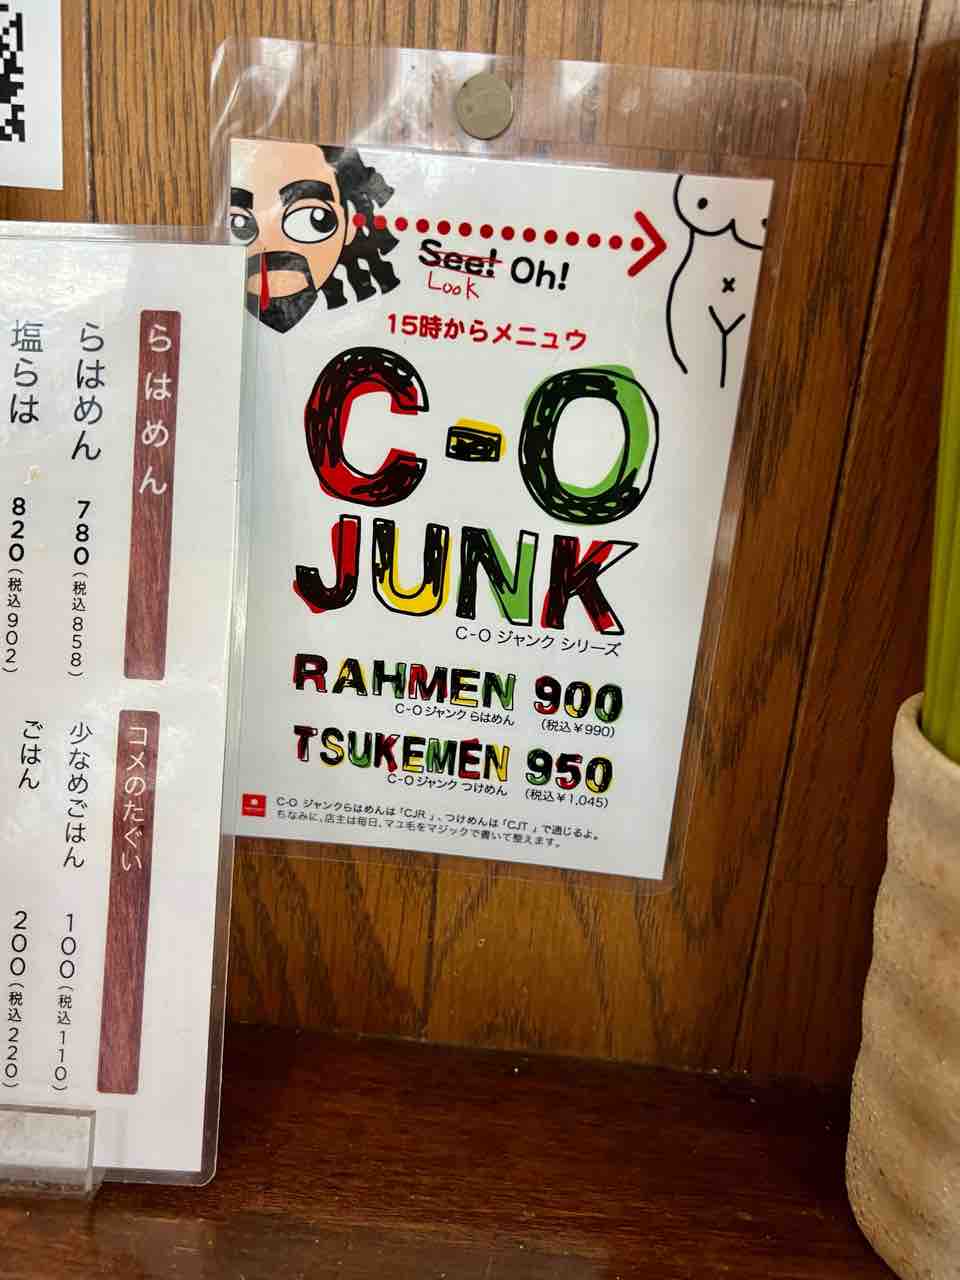 らはめん
らはめん 780(税込858)
塩らは 820(税込902)
コメのたぐい
少なめごはん 100(税込110)
ごはん 200(税込220)
See! Oh!
Look
15時からメニュウ
C-O
JUNK
C-O ジャンク シリーズ
RAHMEN 900
C-O ジャンク らはめん (税込¥990)
TSUKEMEN 950
C-O ジャンク つけめん (税込¥1,045)
C-O ジャンクらはめんは「CJR」、つけめんは「CJT」で通じるよ。
ちなみに、店主は毎日、マユ毛をマジックで書いて整えます。